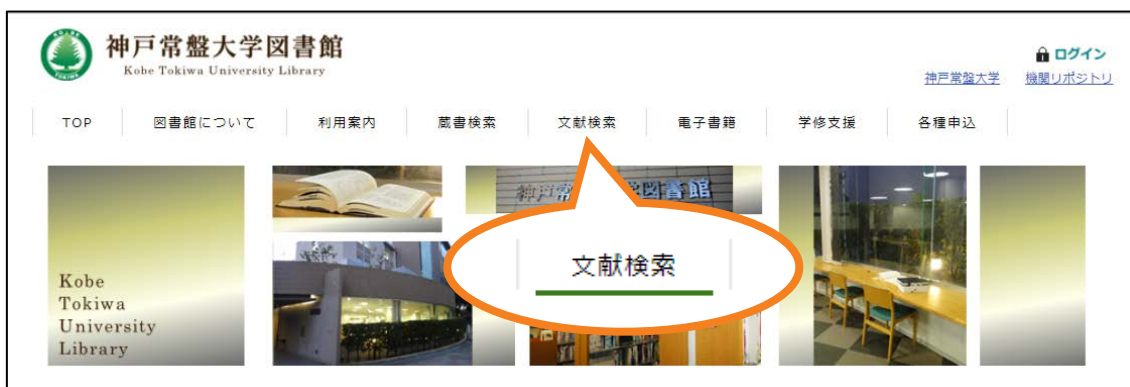 神戸常盤大学図書館
Kobe Tokiwa University Library
ログイン
神戸常盤大学 機関リポジトリ
TOP 図書館について 利用案内 蔵書検索 文献検索 電子書籍 学修支援 各種申込
図書館
文献検索
Kobe
Tokiwa
University
Library